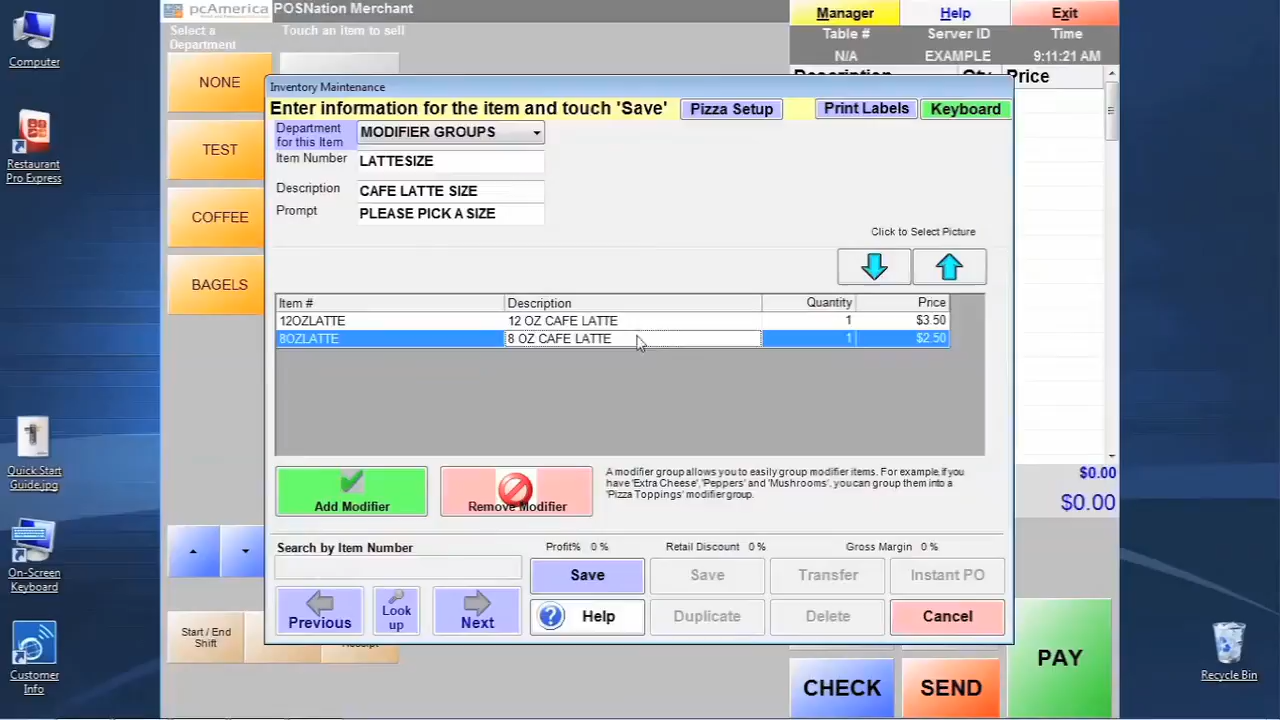 Computer
Restaurant
Pro Express
Quick Start
Guide.jpg
On-Screen
Keyboard
Customer
Info
Recycle Bin
pcAmerica
POSNation Merchant
Manager
Help
Exit
Table #
Server ID
Time
N/A
EXAMPLE
9:11:21 AM
Select a
Department
Touch an Item to sell
NONE
TEST
COFFEE
BAGELS
Description
Qty
Price
Inventory Maintenance
Enter information for the item and touch 'Save'
Pizza Setup
Print Labels
Keyboard
Department
for this Item
MODIFIER GROUPS
Item Number
LATTESIZE
Description
CAFE LATTE SIZE
Prompt
PLEASE PICK A SIZE
Click to Select Picture
Item #
Description
Quantity
Price
12OZLATTE
12 OZ CAFE LATTE
1
$3.50
8OZLATTE
8 OZ CAFE LATTE
1
$2.50
Add Modifier
Remove Modifier
A modifier group allows you to easily group modifier items. For example, if you
have 'Extra Cheese', 'Peppers' and 'Mushrooms', you can group them into a
'Pizza Toppings' modifier group.
Search by Item Number
Profit% 0 %
Retail Discount 0 %
Gross Margin 0 %
Save
Save
Transfer
Instant PO
Previous
Look
up
Next
Help
Duplicate
Delete
Cancel
$0.00
$0.00
Start / End
Shift
Receipt
CHECK
SEND
PAY